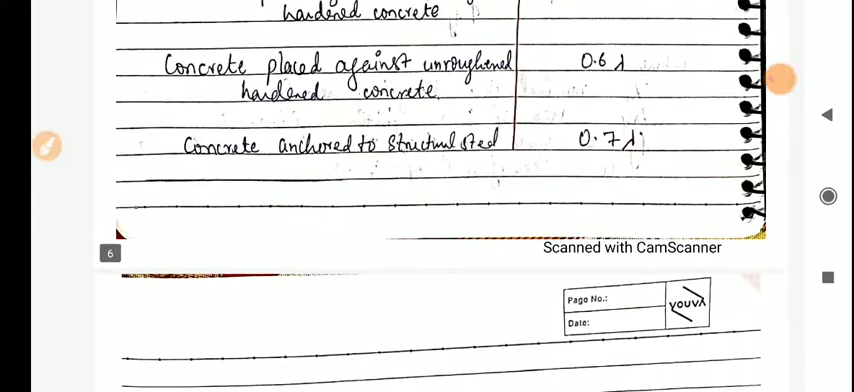 hardened concrete
Concrete placed against unroughened 0.6 λ
hardened concrete
Concrete anchored to structural steel 0.7 λ
6
Scanned with CamScanner
Page No.:
Date:
YOUVA